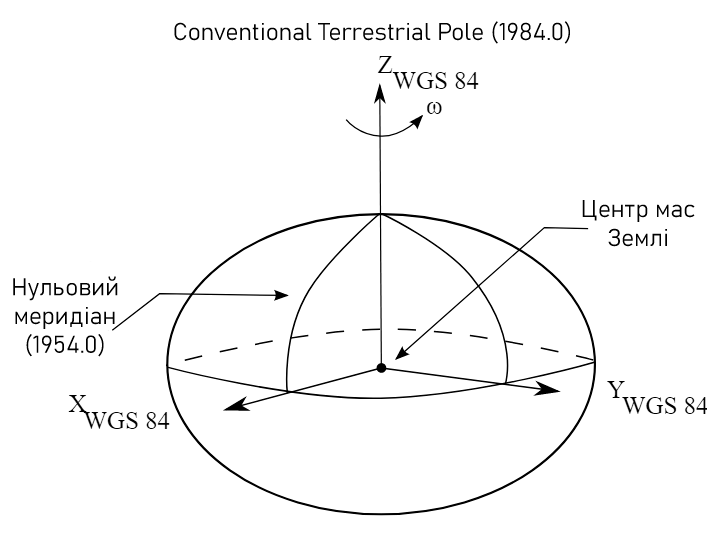 Conventional Terrestrial Pole (1984.0)
Z WGS 84
ω
Центр мас
Землі
Нульовий
меридіан
(1954.0)
X WGS 84
Y WGS 84